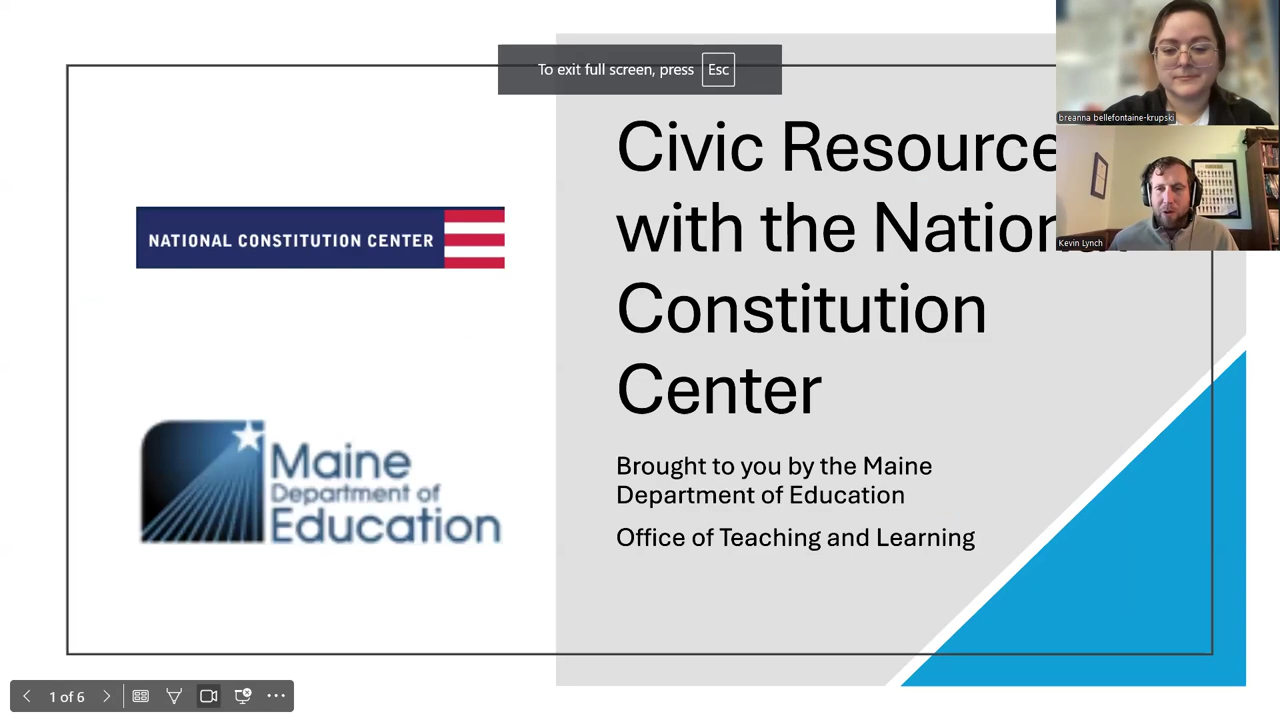 To exit full screen, press Esc
Civic Resource
with the Nation
Constitution
Center
NATIONAL CONSTITUTION CENTER
Maine
Department of
Education
Brought to you by the Maine
Department of Education
Office of Teaching and Learning
breanna bellefontaine-krupski
Kevin Lynch
1 of 6